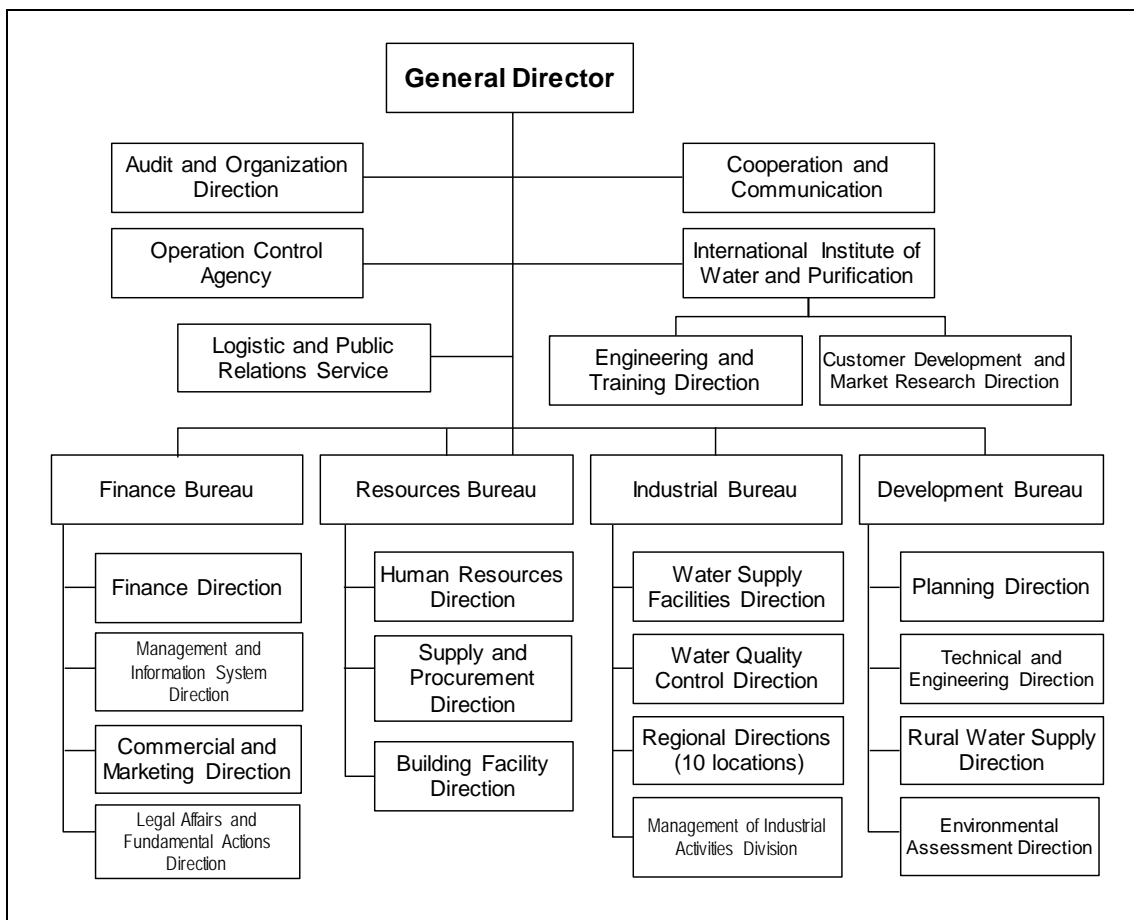 General Director
Audit and Organization
Direction
Cooperation and
Communication
Operation Control
Agency
International Institute of
Water and Purification
Logistic and Public
Relations Service
Engineering and
Training Direction
Customer Development and
Market Research Direction
Finance Bureau
Resources Bureau
Industrial Bureau
Development Bureau
Finance Direction
Management and
Information System
Direction
Commercial and
Marketing Direction
Legal Affairs and
Fundamental Actions
Direction
Human Resources
Direction
Supply and
Procurement
Direction
Building Facility
Direction
Water Supply
Facilities Direction
Water Quality
Control Direction
Regional Directions
(10 locations)
Management of Industrial
Activities Division
Planning Direction
Technical and
Engineering Direction
Rural Water Supply
Direction
Environmental
Assessment Direction